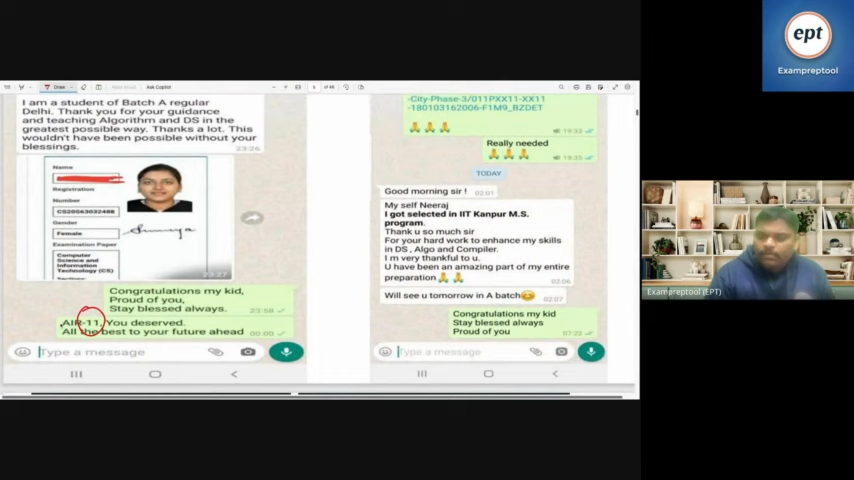 ept
Exampreptool
Draw
Ask Copilot
I am a student of Batch A regular
Delhi. Thank you for your guidance
and teaching Algorithm and DS in the
greatest possible way. Thanks a lot. This
wouldn't have been possible without your
blessings.
23:26
Name
Registration
Number
CS20S63032488
Gender
Female
Examination Paper
Computer
Science and
Information
Technology (CS)
23:27
Congratulations my kid,
Proud of you,
Stay blessed always.
23:58
AIR-11, You deserved.
All the best to your future ahead
00:00
Type a message
-City-Phase-3/011PXX11-XX11
-180103162006-F1M9_BZDET
19:33
Really needed
19:35
TODAY
Good morning sir !
02:01
My self Neeraj
I got selected in IIT Kanpur M.S.
program.
Thank u so much sir
For your hard work to enhance my skills
in DS, Algo and Compiler.
I m very thankful to u.
U have been an amazing part of my entire
preparation
02:06
Will see u tomorrow in A batch
02:07
Congratulations my kid
Stay blessed always
Proud of you
07:22
Type a message
Exampreptool (EPT)